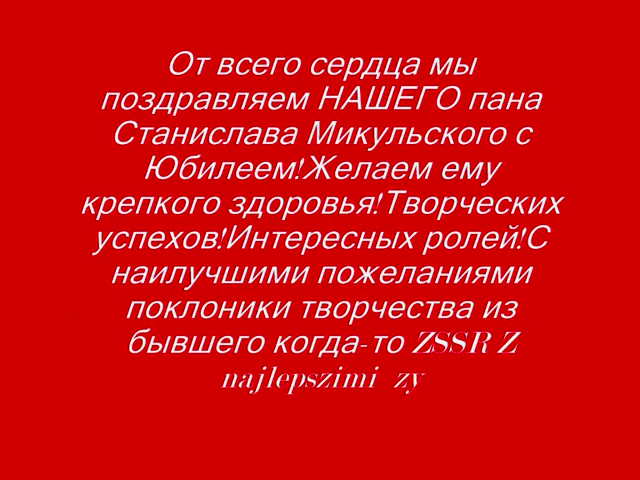 От всего сердца мы
поздравляем НАШЕГО пана
Станислава Микульского с
Юбилеем!Желаем ему
крепкого здоровья!Творческих
успехов!Интересных ролей!С
наилучшими пожеланиями
поклоники творчества из
бывшего когда-то ZSSR Z
najlepszimi zy